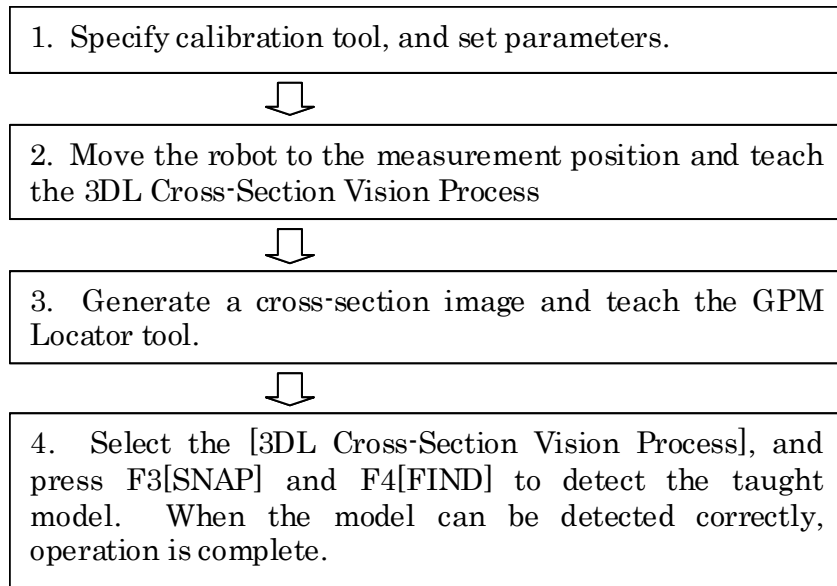 1. Specify calibration tool, and set parameters.
2. Move the robot to the measurement position and teach
the 3DL Cross-Section Vision Process
3. Generate a cross-section image and teach the GPM
Locator tool.
4. Select the [3DL Cross-Section Vision Process], and
press F3[SNAP] and F4[FIND] to detect the taught
model. When the model can be detected correctly,
operation is complete.